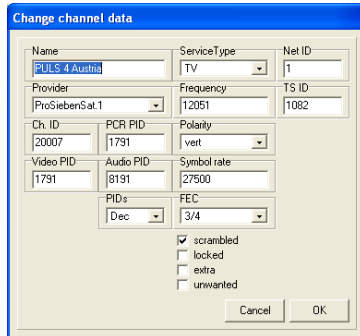 Change channel data
Name ServiceType Net ID
PULS 4 Austria TV 1
Provider Frequency TS ID
ProSiebenSat.1 12051 1082
Ch. ID PCR PID Polarity
20007 1791 vert
Video PID Audio PID Symbol rate
1791 8191 27500
PIDs FEC
Dec 3/4
scrambled
locked
extra
unwanted
Cancel OK